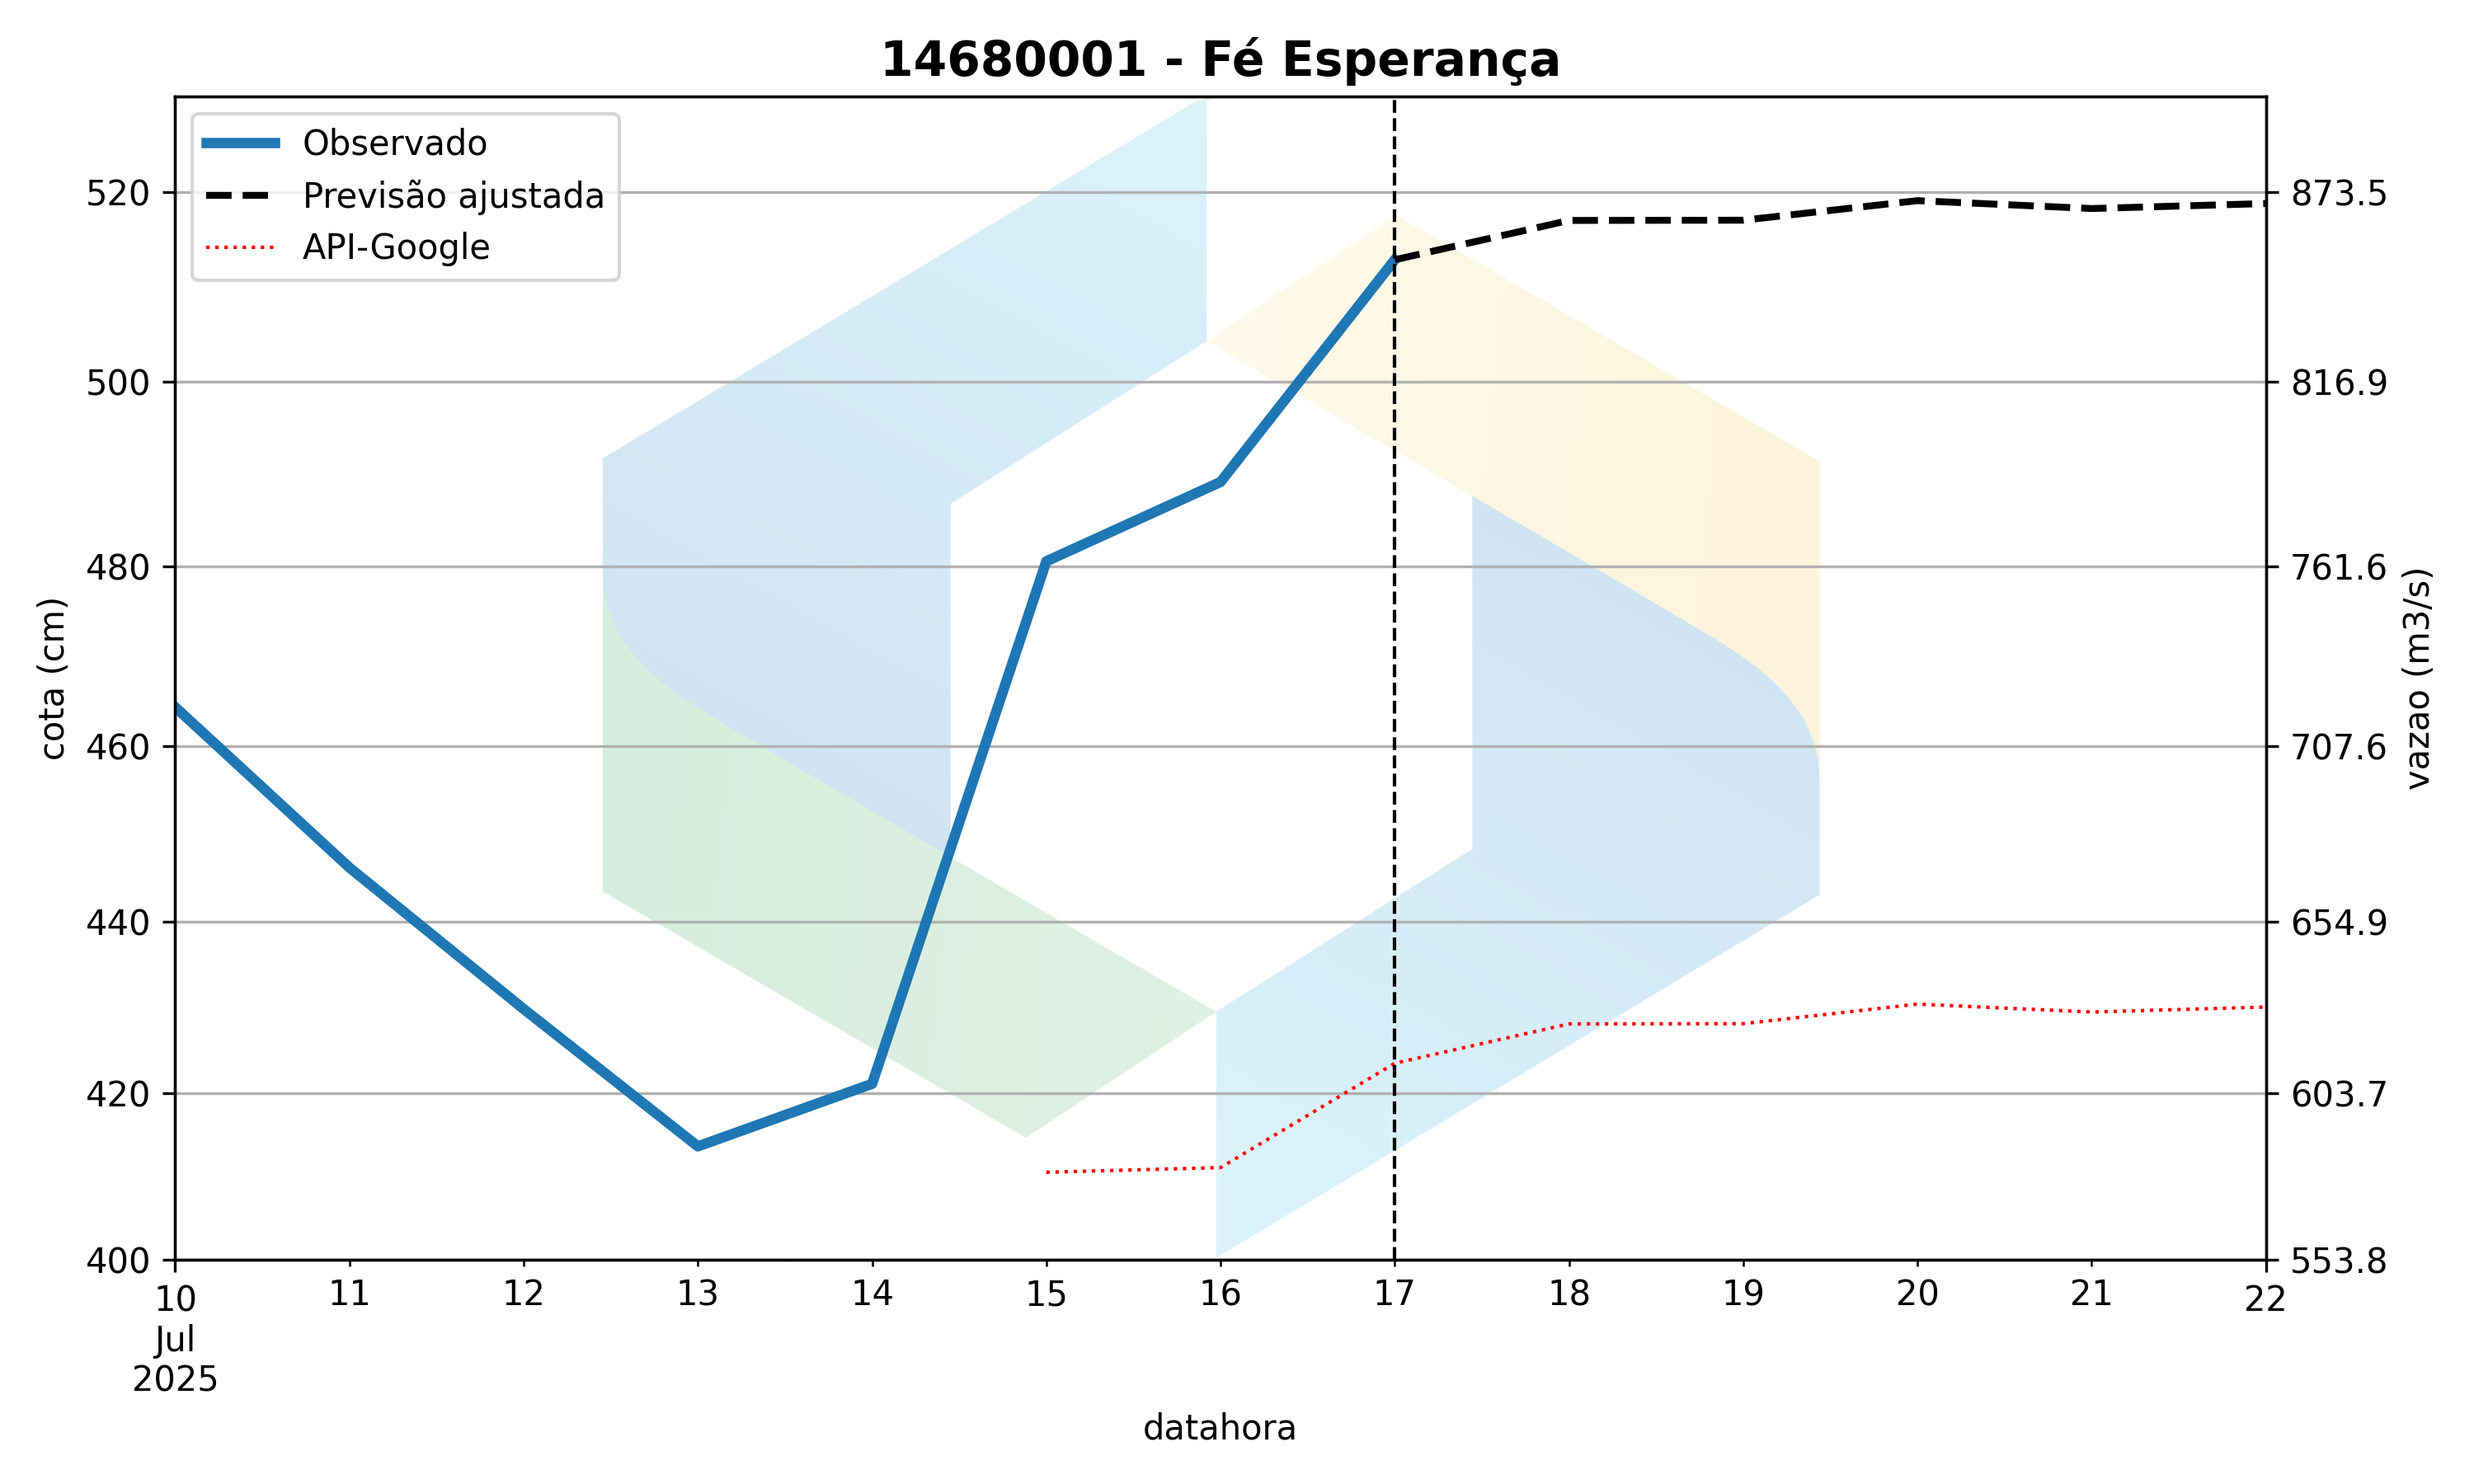 14680001 - Fé Esperança
Observado
Previsão ajustada
API-Google
520
500
480
460
440
420
400
cota (cm)
873.5
816.9
761.6
707.6
654.9
603.7
553.8
vazao (m3/s)
10 11 12 13 14 15 16 17 18 19 20 21 22
Jul
2025
datahora